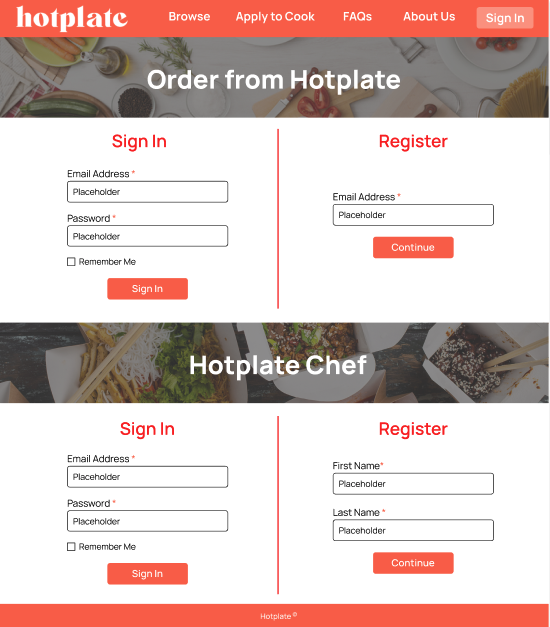 hotplate Browse Apply to Cook FAQs About Us Sign In
Order from Hotplate
Sign In
Email Address *
Placeholder
Password *
Placeholder
Remember Me
Sign In
Register
Email Address *
Placeholder
Continue
Hotplate Chef
Sign In
Email Address *
Placeholder
Password *
Placeholder
Remember Me
Sign In
Register
First Name*
Placeholder
Last Name *
Placeholder
Continue
Hotplate ©